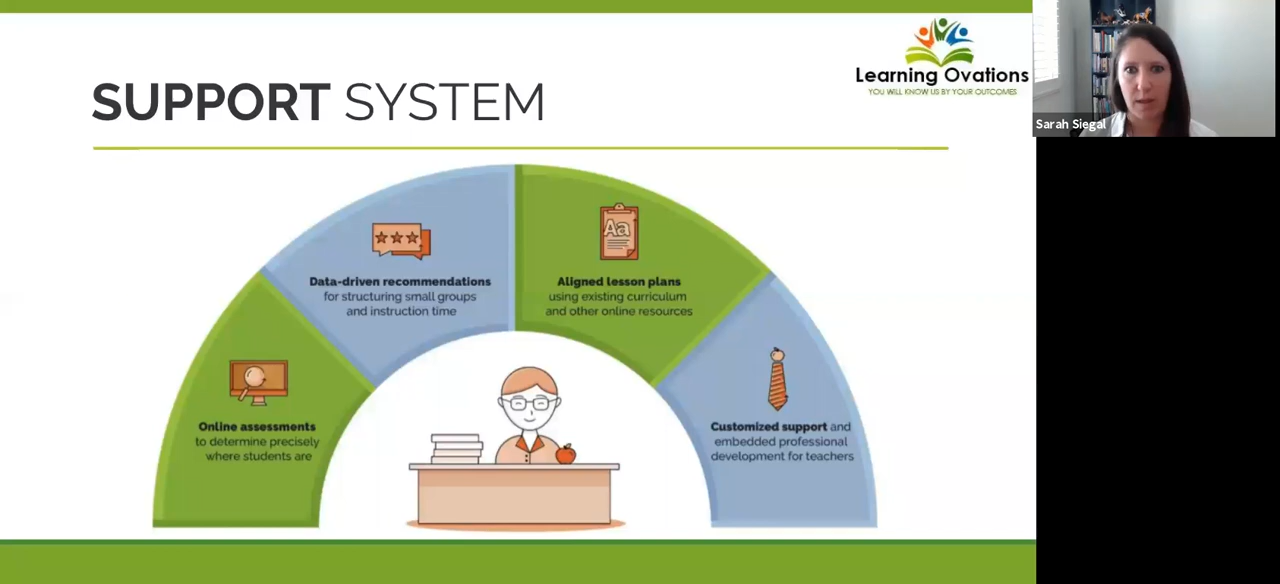 Learning Ovations
YOU WILL KNOW US BY YOUR OUTCOMES
SUPPORT SYSTEM
Sarah Siegal
Online assessments
to determine precisely
where students are
Data-driven recommendations
for structuring small groups
and instruction time
Aa
Aligned lesson plans
using existing curriculum
and other online resources
Customized support and
embedded professional
development for teachers